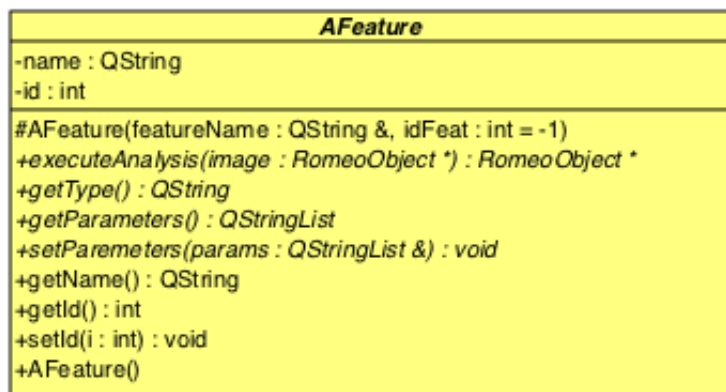 AFeature
-name : QString
-id : int
#AFeature(featureName : QString &, idFeat : int = -1)
+executeAnalysis(image : RomeoObject *) : RomeoObject *
+getType() : QString
+getParameters() : QStringList
+setParemeters(params : QStringList &) : void
+getName() : QString
+getId() : int
+setId(i : int) : void
+AFeature()